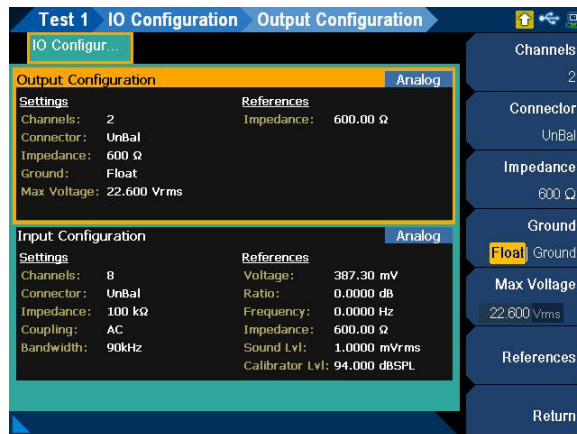 Test 1 IO Configuration Output Configuration
IO Configur...
Output Configuration Analog
Settings References
Channels: 2 Impedance: 600.00 Ω
Connector: UnBal
Impedance: 600 Ω
Ground: Float
Max Voltage: 22.600 Vrms
Input Configuration Analog
Settings References
Channels: 8 Voltage: 387.30 mV
Connector: UnBal Ratio: 0.0000 dB
Impedance: 100 kΩ Frequency: 0.0000 Hz
Coupling: AC Impedance: 600.00 Ω
Bandwidth: 90kHz Sound Lvl: 1.0000 mVrms
Calibrator Lvl: 94.000 dBSPL
Channels
2
Connector
UnBal
Impedance
600 Ω
Ground
Float Ground
Max Voltage
22.600 Vrms
References
Return